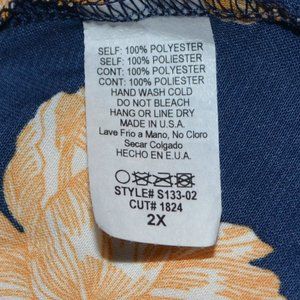 SELF: 100% POLYESTER
SELF: 100% POLIESTER
CONT: 100% POLYESTER
CONT: 100% POLIESTER
HAND WASH COLD
DO NOT BLEACH
HANG OR LINE DRY
MADE IN U.S.A.
Lave Frio a Mano, No Cloro
Secar Colgado
HECHO EN E.U.A.
STYLE# S133-02
CUT# 1824
2X